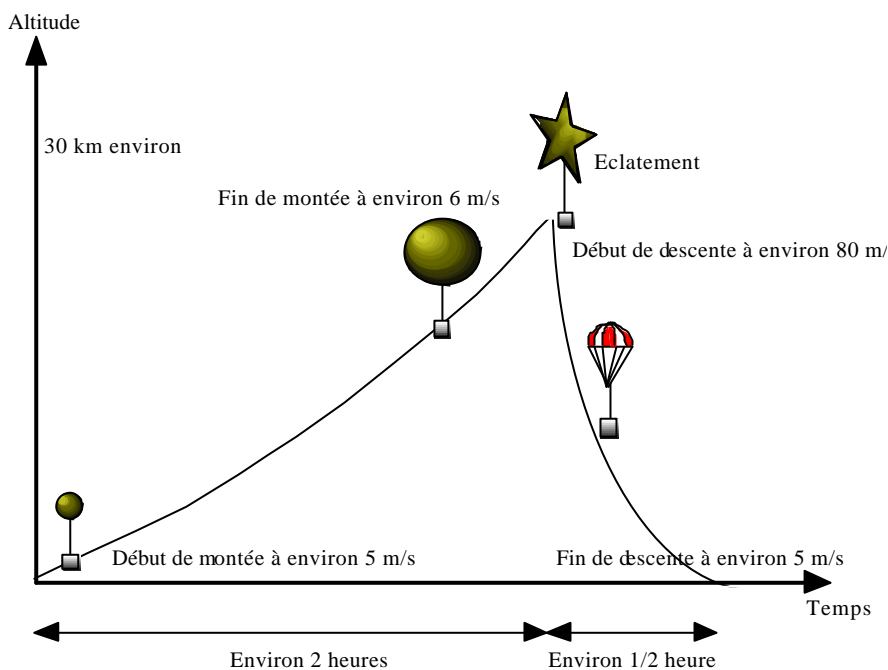 Altitude
30 km environ
Eclatement
Fin de montée à environ 6 m/s
Début de descente à environ 80 m/
Début de montée à environ 5 m/s
Fin de descente à environ 5 m/s
Temps
Environ 2 heures
Environ 1/2 heure